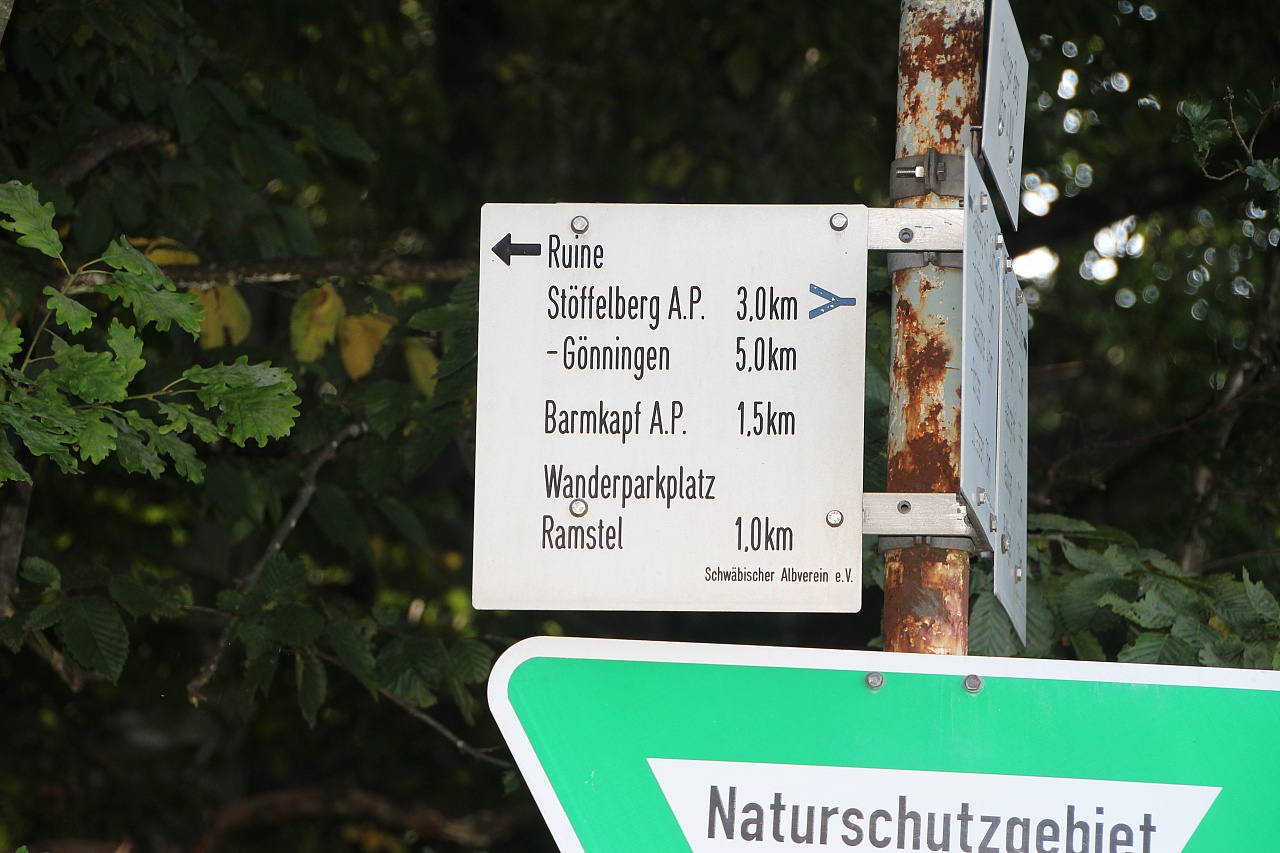 Ruine
Stöffelberg A.P. 3,0km
-Gönningen 5,0km
Barmkapf A.P. 1,5km
Wanderparkplatz
Ramstel 1,0km
Schwäbischer Albverein e.V.
Naturschutzgebiet